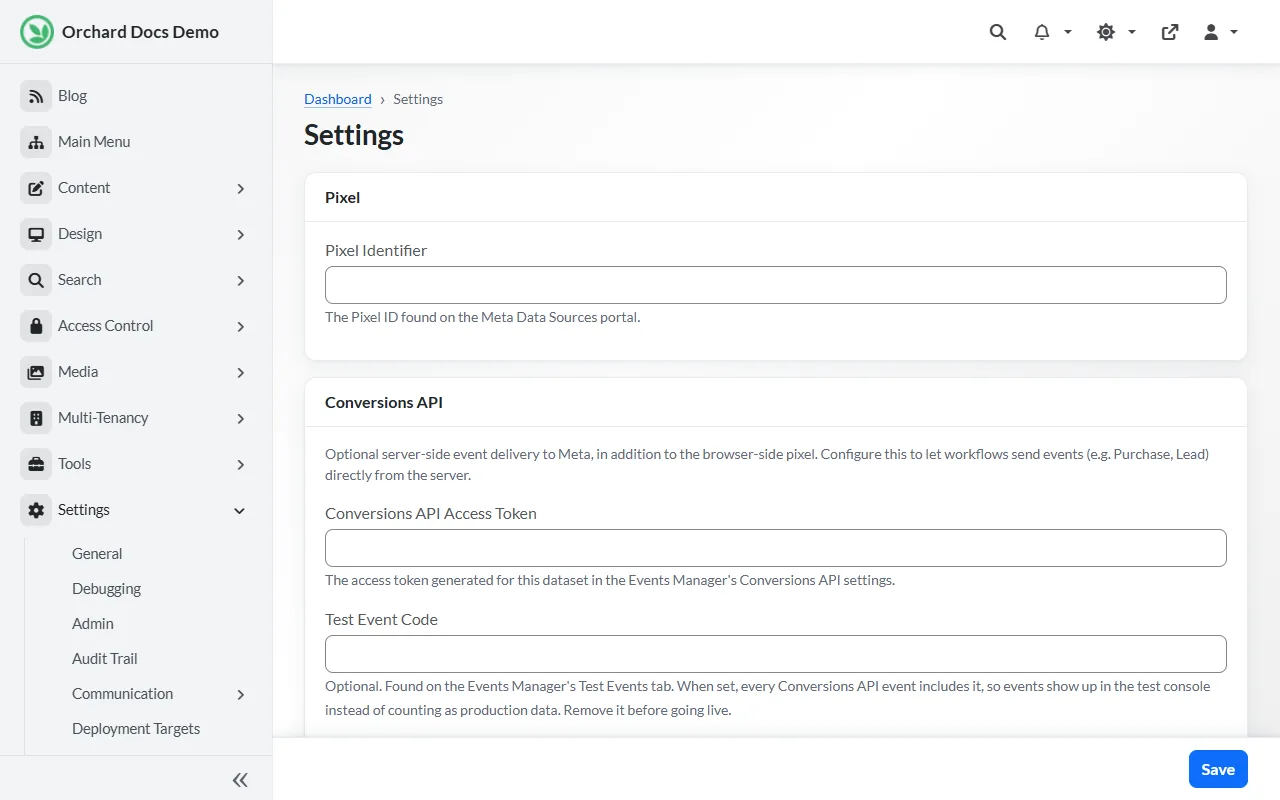 Orchard Docs Demo
Blog
Main Menu
Content
Design
Search
Access Control
Media
Multi-Tenancy
Tools
Settings
General
Debugging
Admin
Audit Trail
Communication
Deployment Targets
Dashboard › Settings
Settings
Pixel
Pixel Identifier
The Pixel ID found on the Meta Data Sources portal.
Conversions API
Optional server-side event delivery to Meta, in addition to the browser-side pixel. Configure this to let workflows send events (e.g. Purchase, Lead)
directly from the server.
Conversions API Access Token
The access token generated for this dataset in the Events Manager's Conversions API settings.
Test Event Code
Optional. Found on the Events Manager's Test Events tab. When set, every Conversions API event includes it, so events show up in the test console
instead of counting as production data. Remove it before going live.
Save